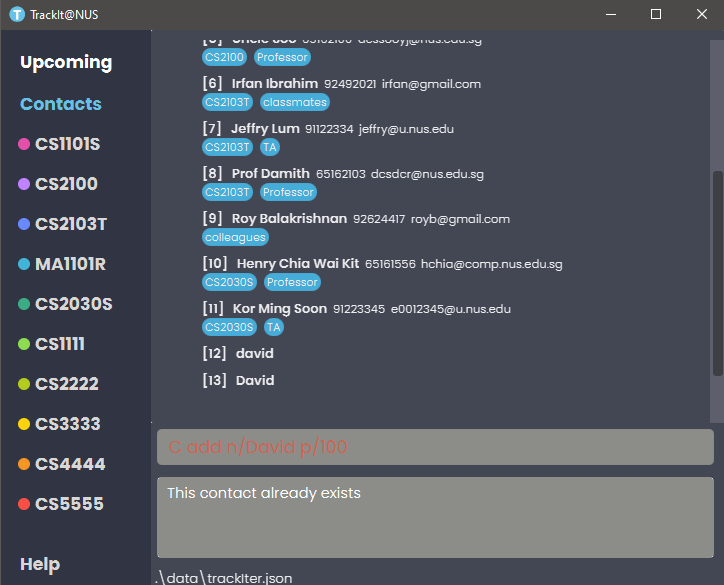 TrackIt@NUS
Upcoming
Contacts
CS1101S
CS2100
CS2103T
MA1101R
CS2030S
CS1111
CS2222
CS3333
CS4444
CS5555
Help
CS2100 Professor
[6] Irfan Ibrahim 92492021 irfan@gmail.com
CS2103T classmates
[7] Jeffry Lum 91122334 jeffry@u.nus.edu
CS2103T TA
[8] Prof Damith 65162103 dcsdcr@nus.edu.sg
CS2103T Professor
[9] Roy Balakrishnan 92624417 royb@gmail.com
colleagues
[10] Henry Chia Wai Kit 65161556 hchia@comp.nus.edu.sg
CS2030S Professor
[11] Kor Ming Soon 91223345 e0012345@u.nus.edu
CS2030S TA
[12] david
[13] David
C add n/David p/100
This contact already exists
.\data\trackIter.json